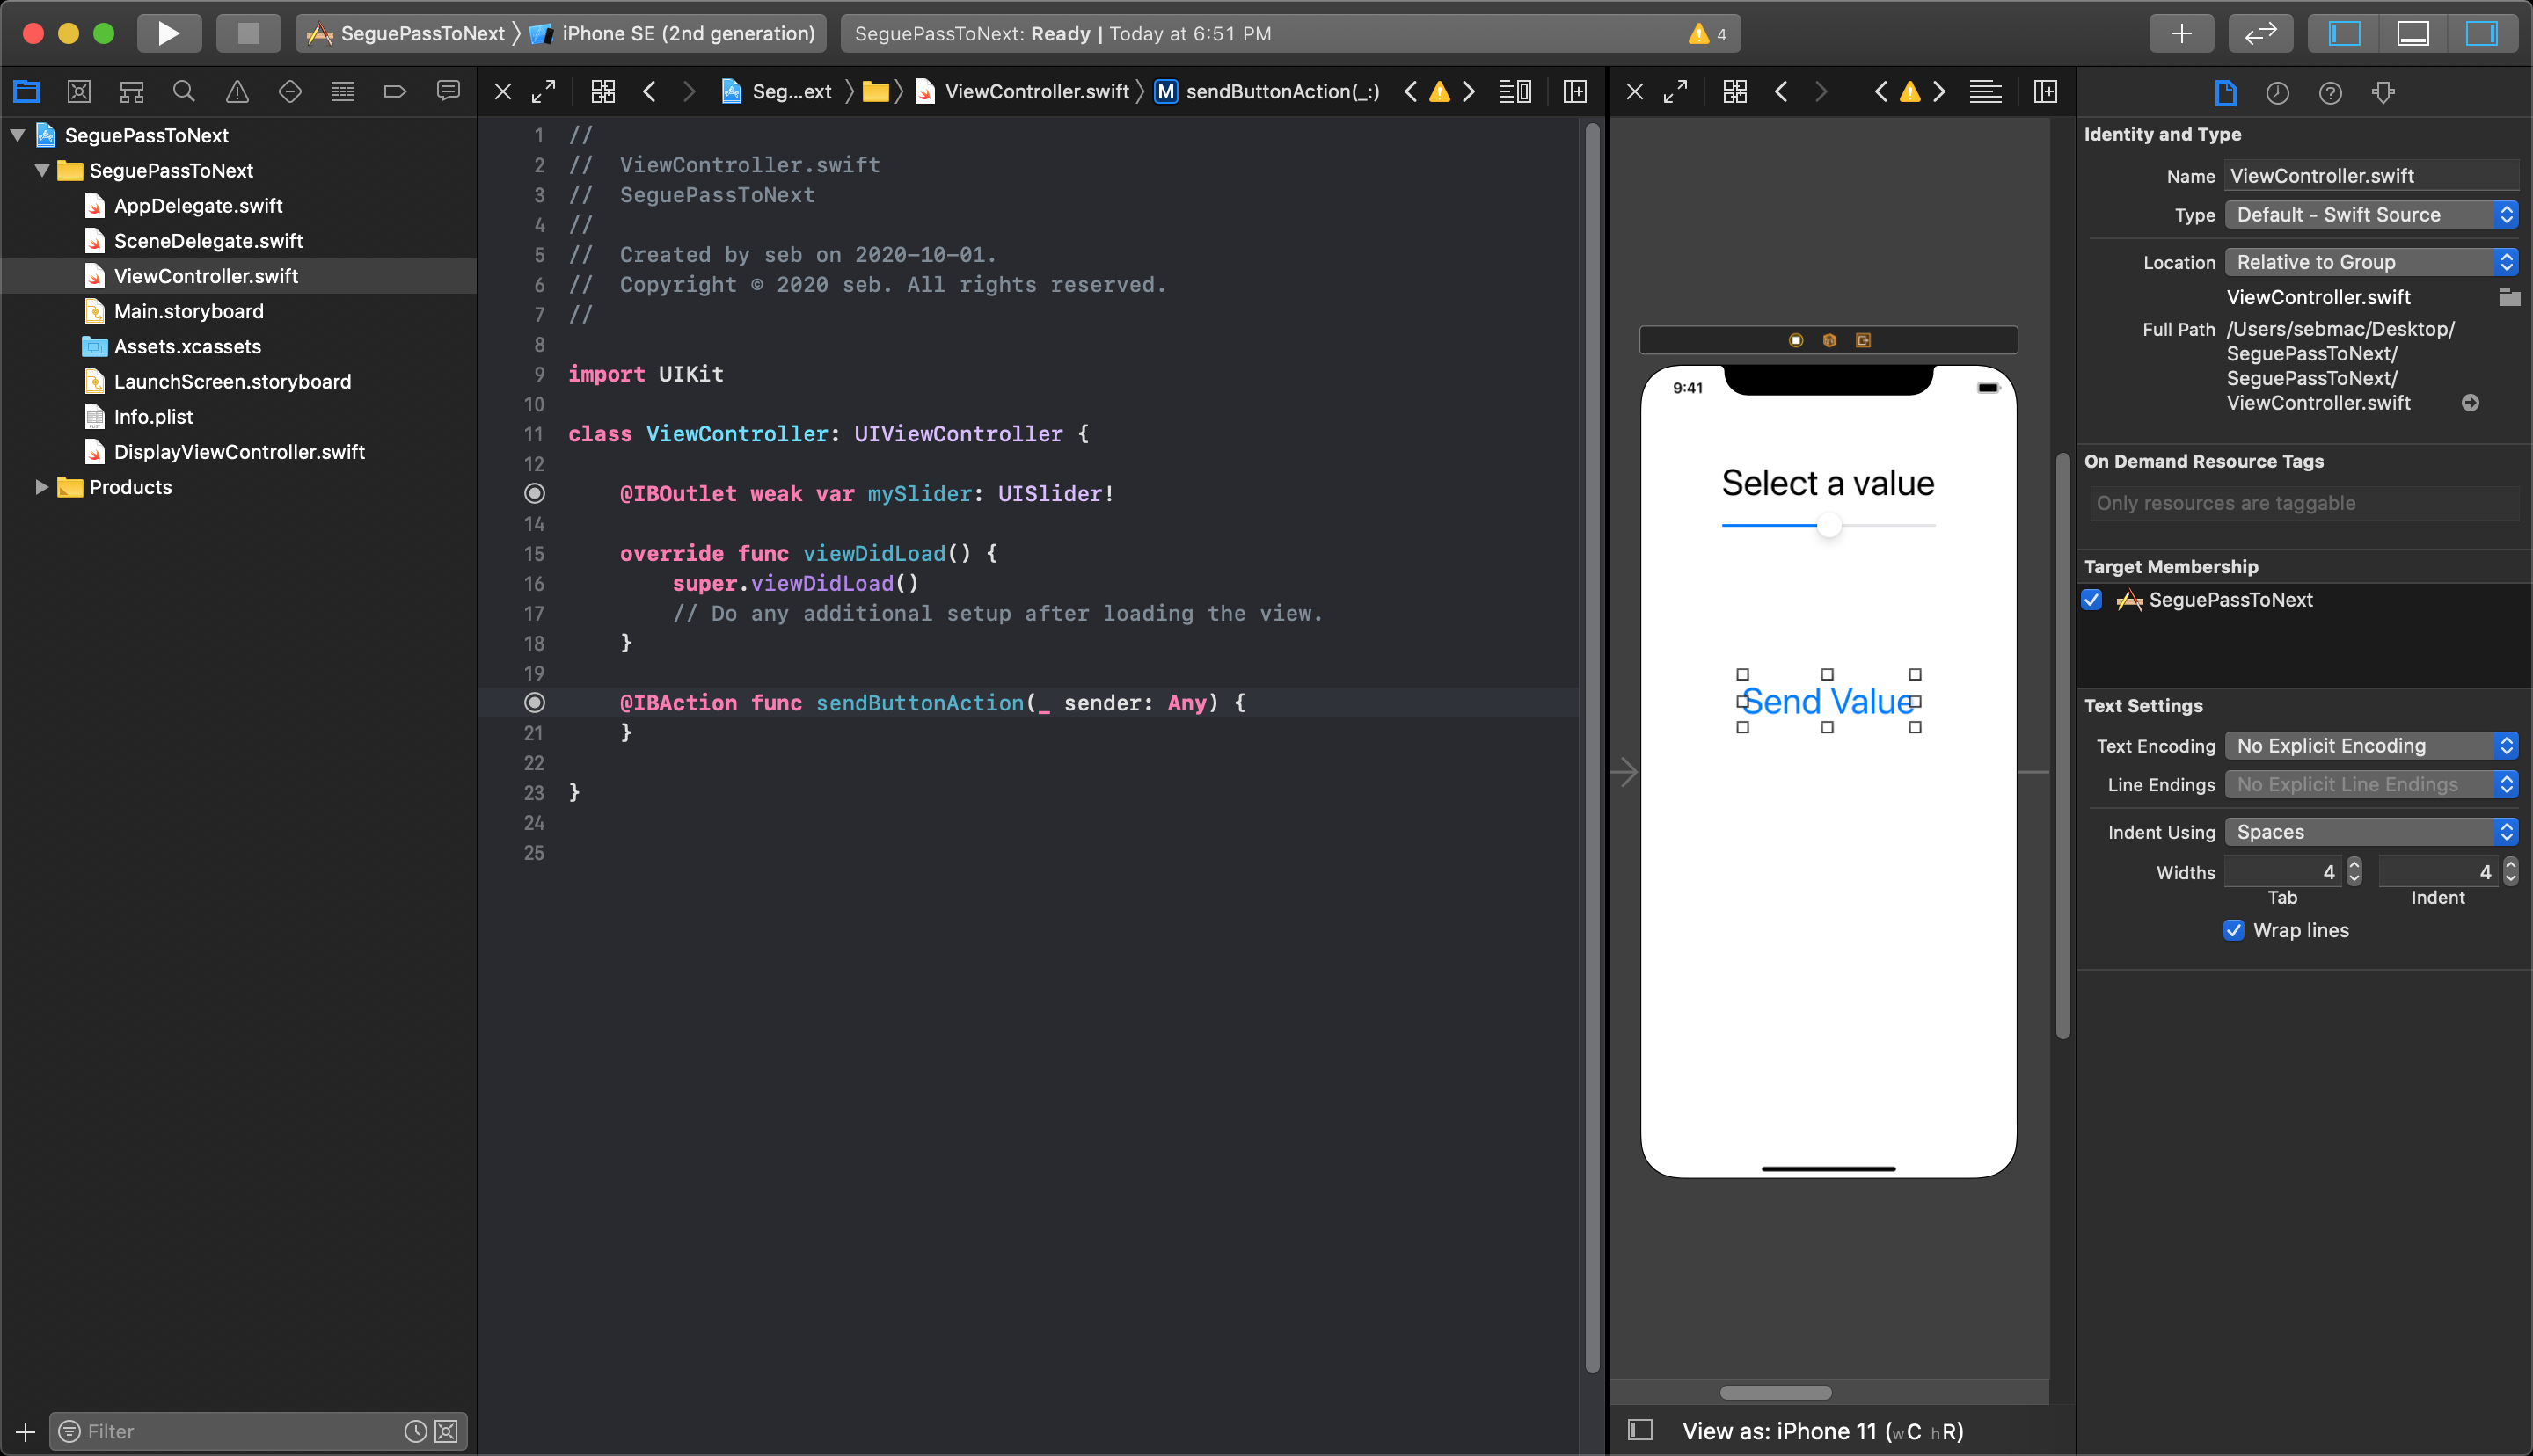 SeguePassToNext
iPhone SE (2nd generation)
SeguePassToNext: Ready | Today at 6:51 PM
4
Seg...ext
ViewController.swift
M
sendButtonAction(_:)
SeguePassToNext
SeguePassToNext
AppDelegate.swift
SceneDelegate.swift
ViewController.swift
Main.storyboard
Assets.xcassets
LaunchScreen.storyboard
Info.plist
DisplayViewController.swift
Products
Filter
1 //
2 //  ViewController.swift
3 //  SeguePassToNext
4 //
5 //  Created by seb on 2020-10-01.
6 //  Copyright © 2020 seb. All rights reserved.
7 //
8
9 import UIKit
10
11 class ViewController: UIViewController {
12
@IBOutlet weak var mySlider: UISlider!
14
15 override func viewDidLoad() {
16 super.viewDidLoad()
17 // Do any additional setup after loading the view.
18 }
19
@IBAction func sendButtonAction(_ sender: Any) {
21 }
22
23 }
24
25
9:41
Select a value
Send Value
View as: iPhone 11 (wC hR)
Identity and Type
Name ViewController.swift
Type Default - Swift Source
Location Relative to Group
ViewController.swift
Full Path /Users/sebmac/Desktop/
SeguePassToNext/
SeguePassToNext/
ViewController.swift
On Demand Resource Tags
Only resources are taggable
Target Membership
SeguePassToNext
Text Settings
Text Encoding No Explicit Encoding
Line Endings No Explicit Line Endings
Indent Using Spaces
Widths 4 4
Tab Indent
Wrap lines